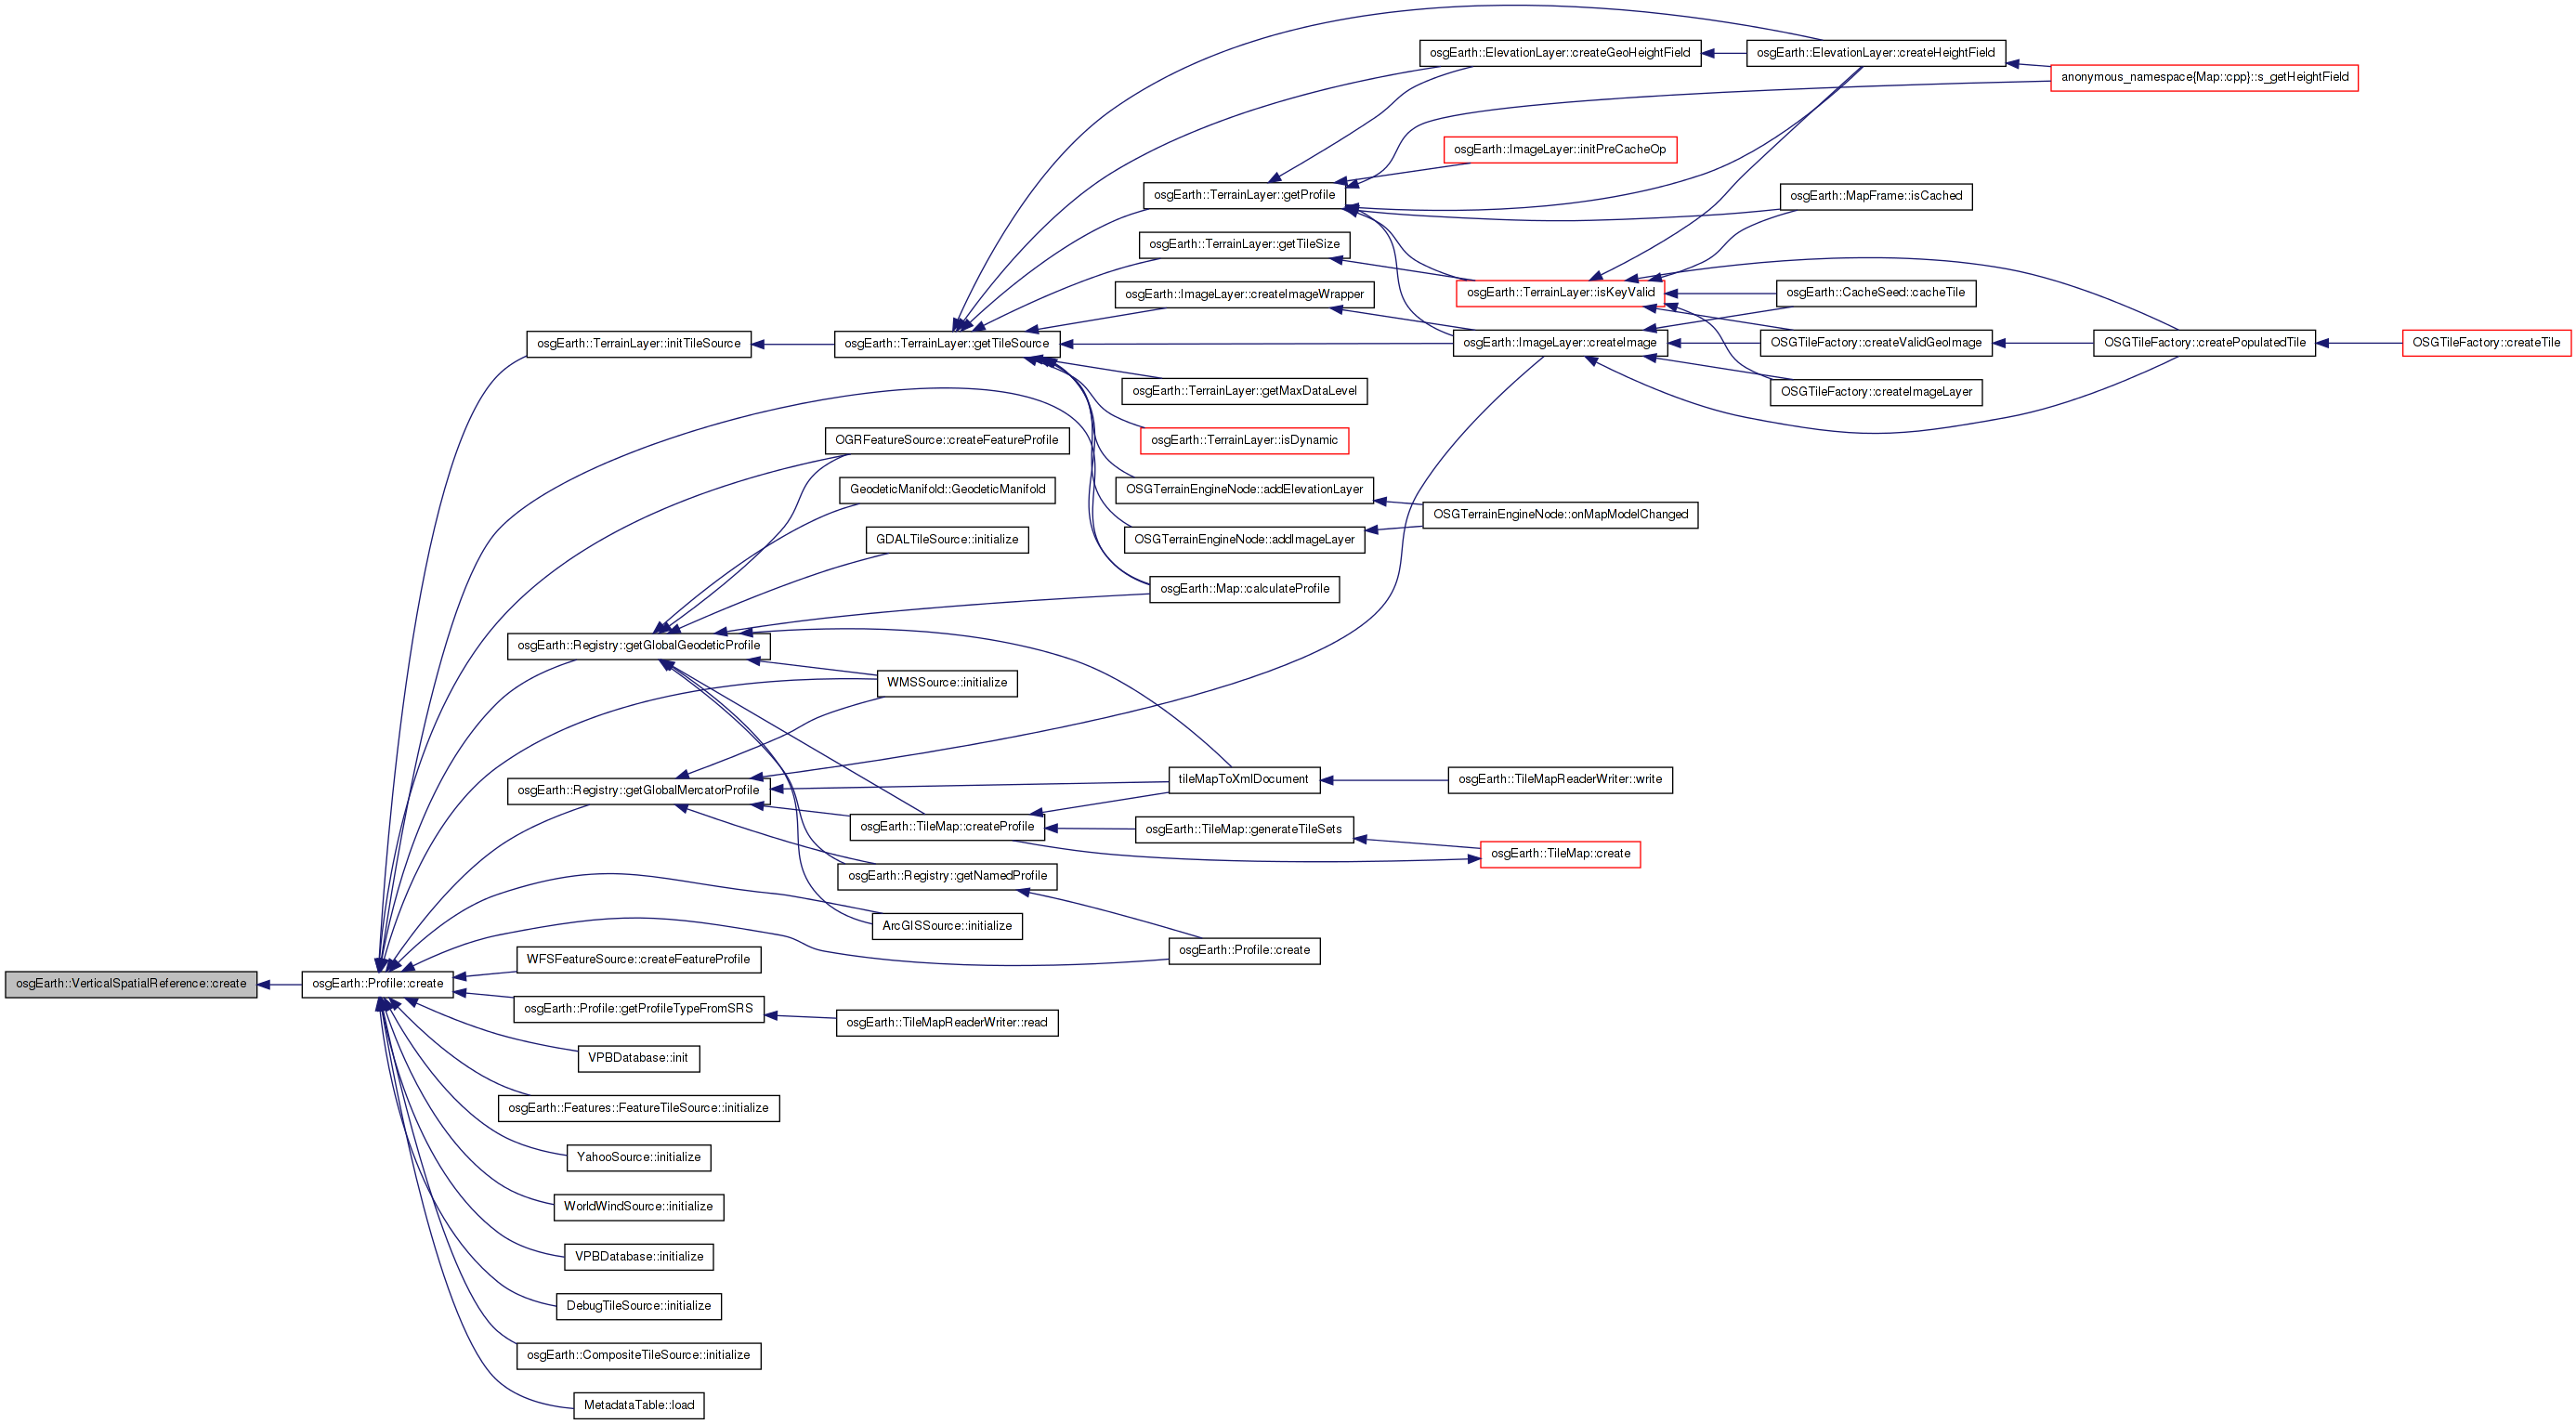 osgEarth::ElevationLayer::createGeoHeightField
osgEarth::ElevationLayer::createHeightField
anonymous_namespace{Map::cpp}::s_getHeightField
osgEarth::ImageLayer::initPreCacheOp
osgEarth::TerrainLayer::getProfile
osgEarth::MapFrame::isCached
osgEarth::TerrainLayer::getTileSize
osgEarth::ImageLayer::createImageWrapper
osgEarth::TerrainLayer::isKeyValid
osgEarth::CacheSeed::cacheTile
osgEarth::TerrainLayer::initTileSource
osgEarth::TerrainLayer::getTileSource
osgEarth::ImageLayer::createImage
OSGTileFactory::createValidGeoImage
OSGTileFactory::createPopulatedTile
OSGTileFactory::createTile
osgEarth::TerrainLayer::getMaxDataLevel
OSGTileFactory::createImageLayer
OGRFeatureSource::createFeatureProfile
osgEarth::TerrainLayer::isDynamic
GeodeticManifold::GeodeticManifold
OSGTerrainEngineNode::addElevationLayer
OSGTerrainEngineNode::onMapModelChanged
GDALTileSource::initialize
OSGTerrainEngineNode::addImageLayer
osgEarth::Map::calculateProfile
osgEarth::Registry::getGlobalGeodeticProfile
WMSSource::initialize
osgEarth::Registry::getGlobalMercatorProfile
tileMapToXmlDocument
osgEarth::TileMapReaderWriter::write
osgEarth::TileMap::createProfile
osgEarth::TileMap::generateTileSets
osgEarth::TileMap::create
osgEarth::Registry::getNamedProfile
ArcGISSource::initialize
osgEarth::Profile::create
WFSFeatureSource::createFeatureProfile
osgEarth::VerticalSpatialReference::create
osgEarth::Profile::create
osgEarth::Profile::getProfileTypeFromSRS
osgEarth::TileMapReaderWriter::read
VPBDatabase::init
osgEarth::Features::FeatureTileSource::initialize
YahooSource::initialize
WorldWindSource::initialize
VPBDatabase::initialize
DebugTileSource::initialize
osgEarth::CompositeTileSource::initialize
MetadataTable::load